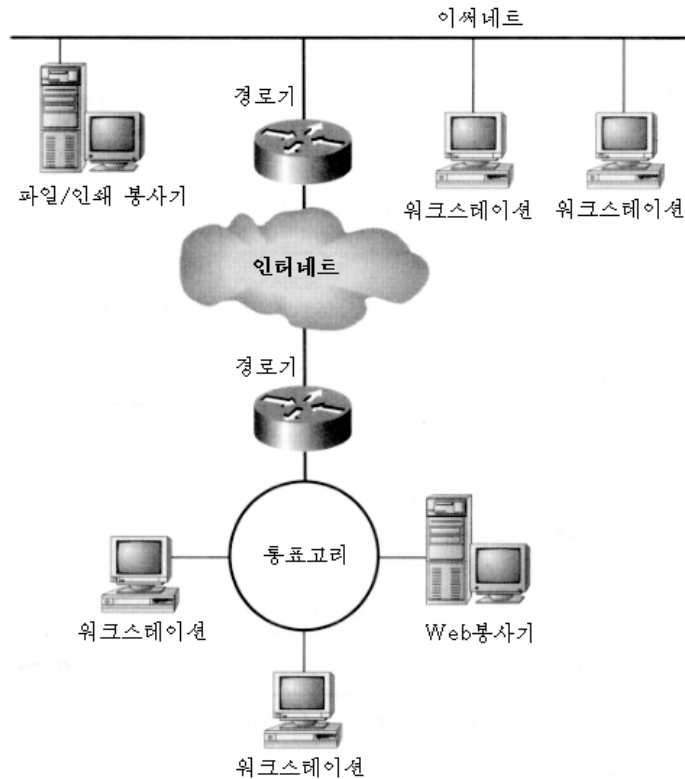 이써네트
경로기
파일/인쇄 봉사기
워크스테이션
워크스테이션
인터네트
경로기
통표고리
워크스테이션
Web봉사기
워크스테이션